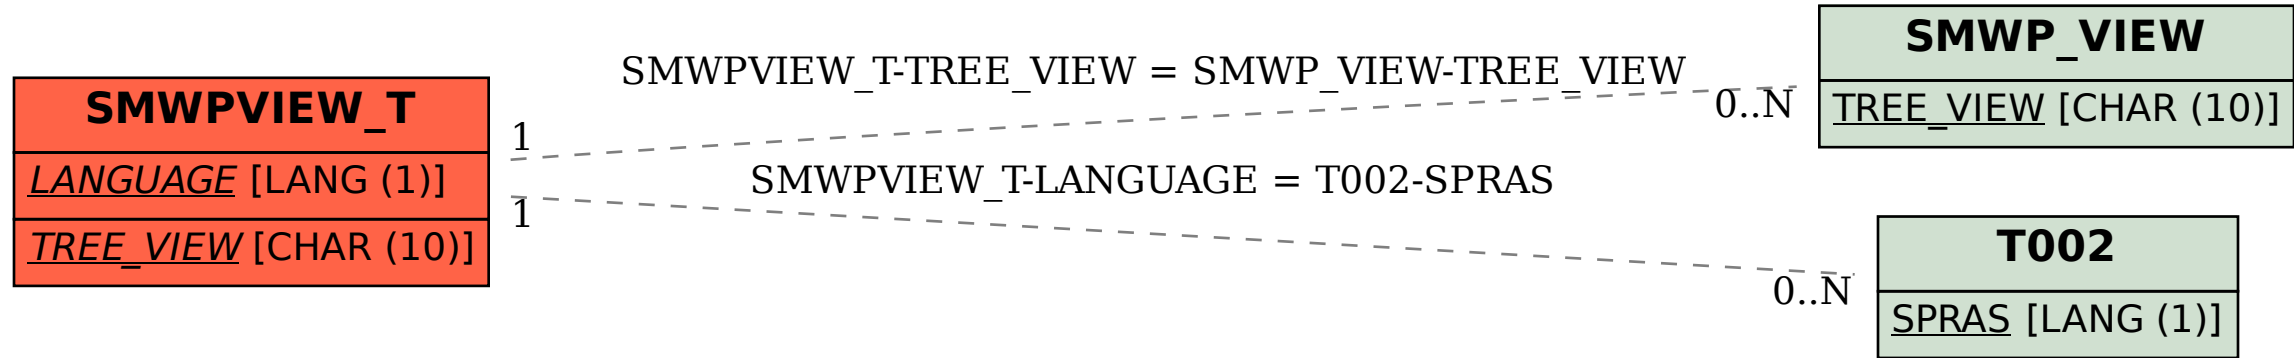 SMWPVIEW_T
LANGUAGE [LANG (1)]
TREE_VIEW [CHAR (10)]
SMWPVIEW_T-TREE_VIEW = SMWP_VIEW-TREE_VIEW
1
0..N
SMWPVIEW_T-LANGUAGE = T002-SPRAS
1
0..N
SMWP_VIEW
TREE_VIEW [CHAR (10)]
T002
SPRAS [LANG (1)]